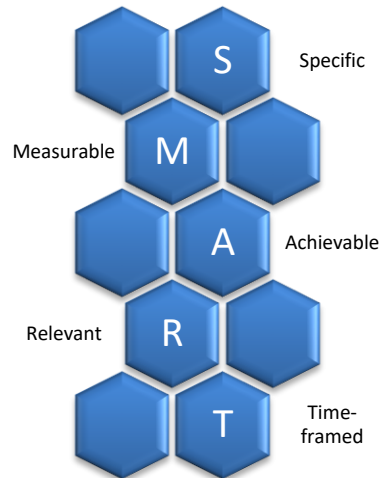 S Specific
Measurable M
A Achievable
Relevant R
T Time-
framed